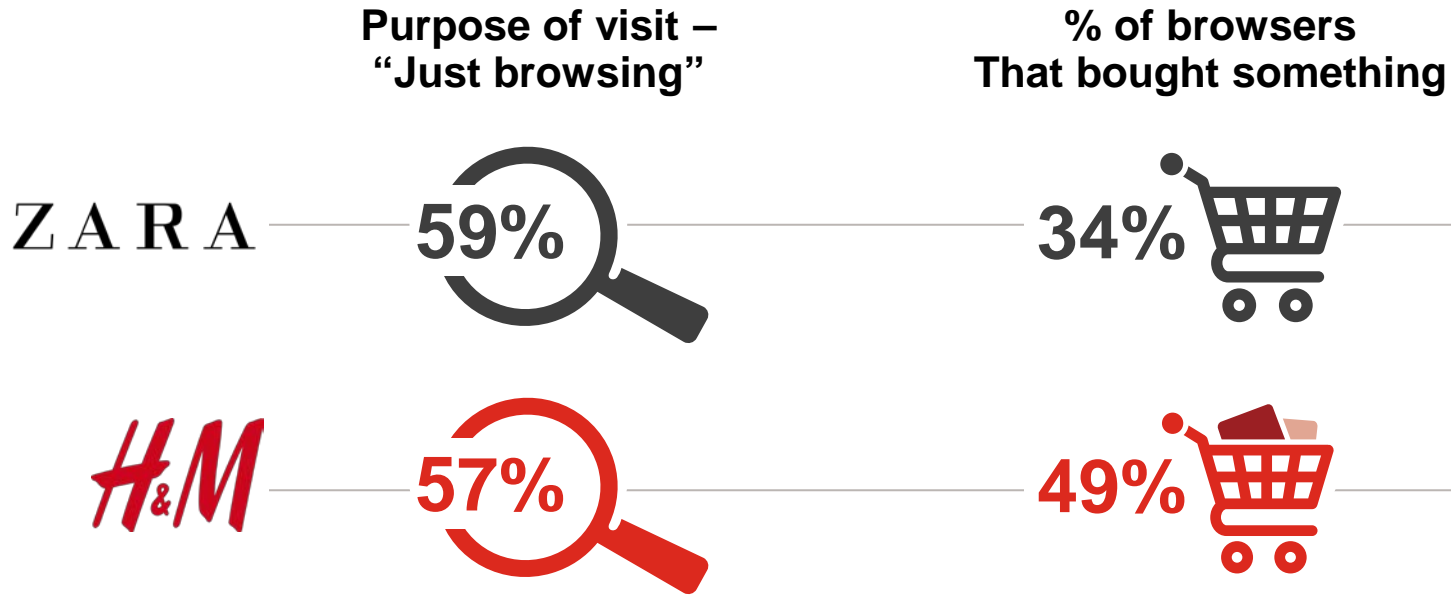 Purpose of visit –
“Just browsing”
% of browsers
That bought something
ZARA
59%
34%
H&M
57%
49%